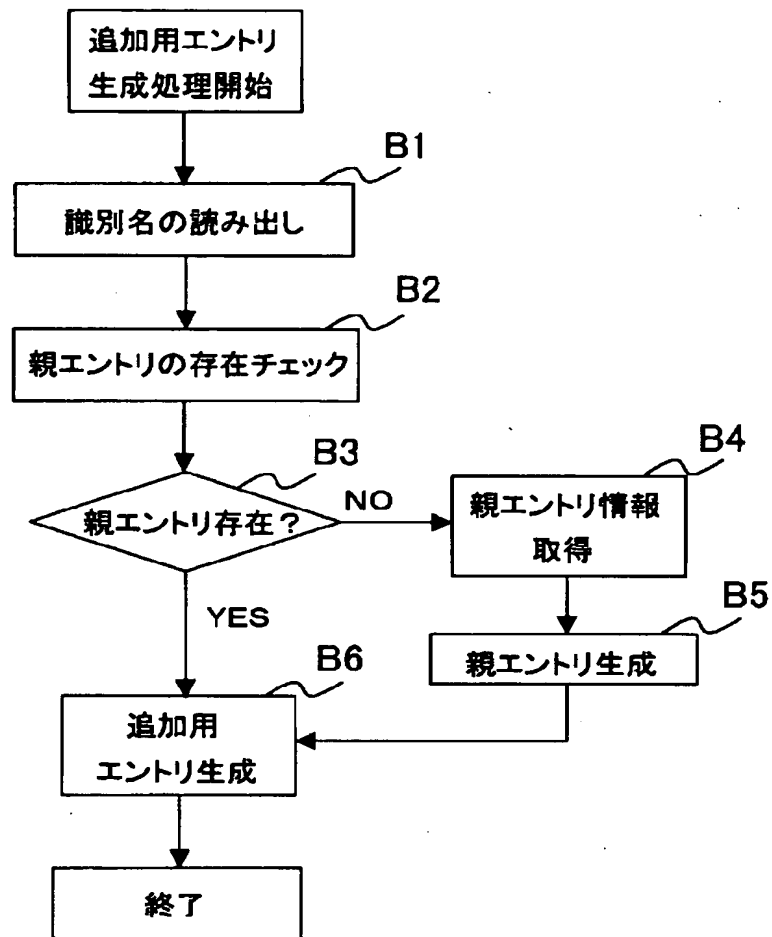 追加用エントリ
生成処理開始
B1
識別名の読み出し
B2
親エントリの存在チェック
B3
親エントリ存在?
NO
B4
親エントリ情報
取得
YES
B5
親エントリ生成
B6
追加用
エントリ生成
終了